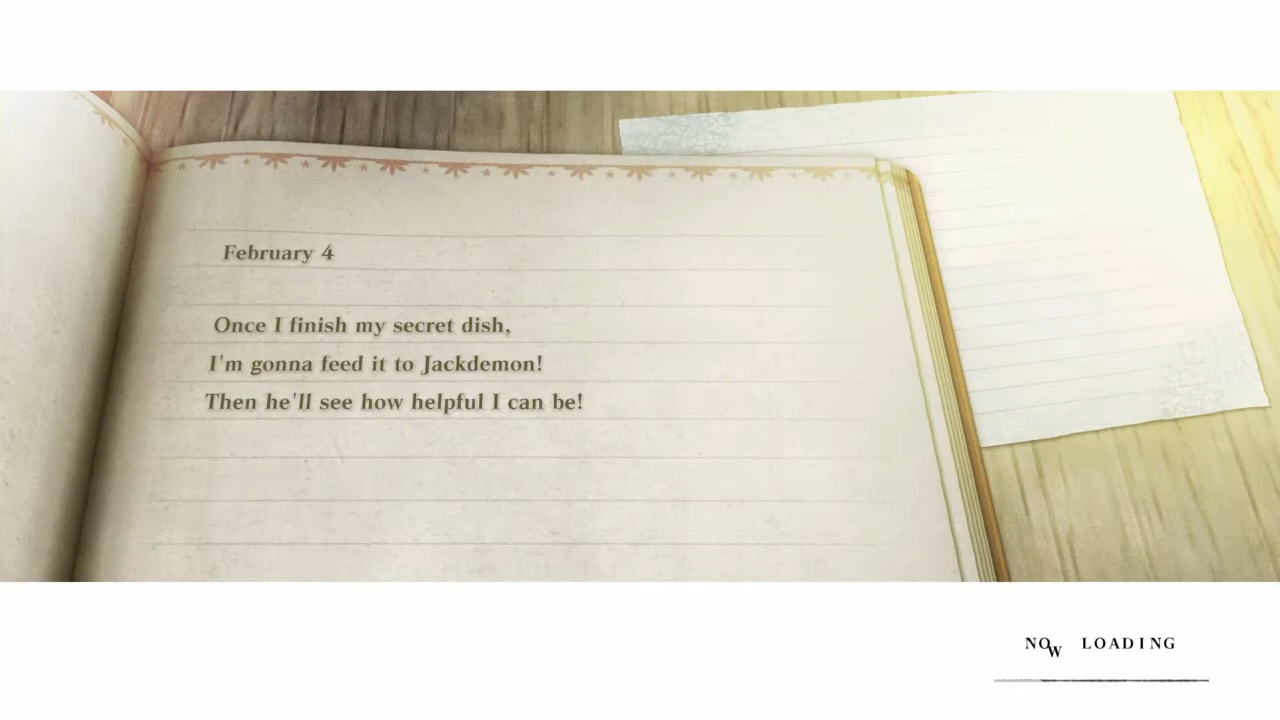 February 4
Once I finish my secret dish,
I'm gonna feed it to Jackdemon!
Then he'll see how helpful I can be!
NOW LOADING